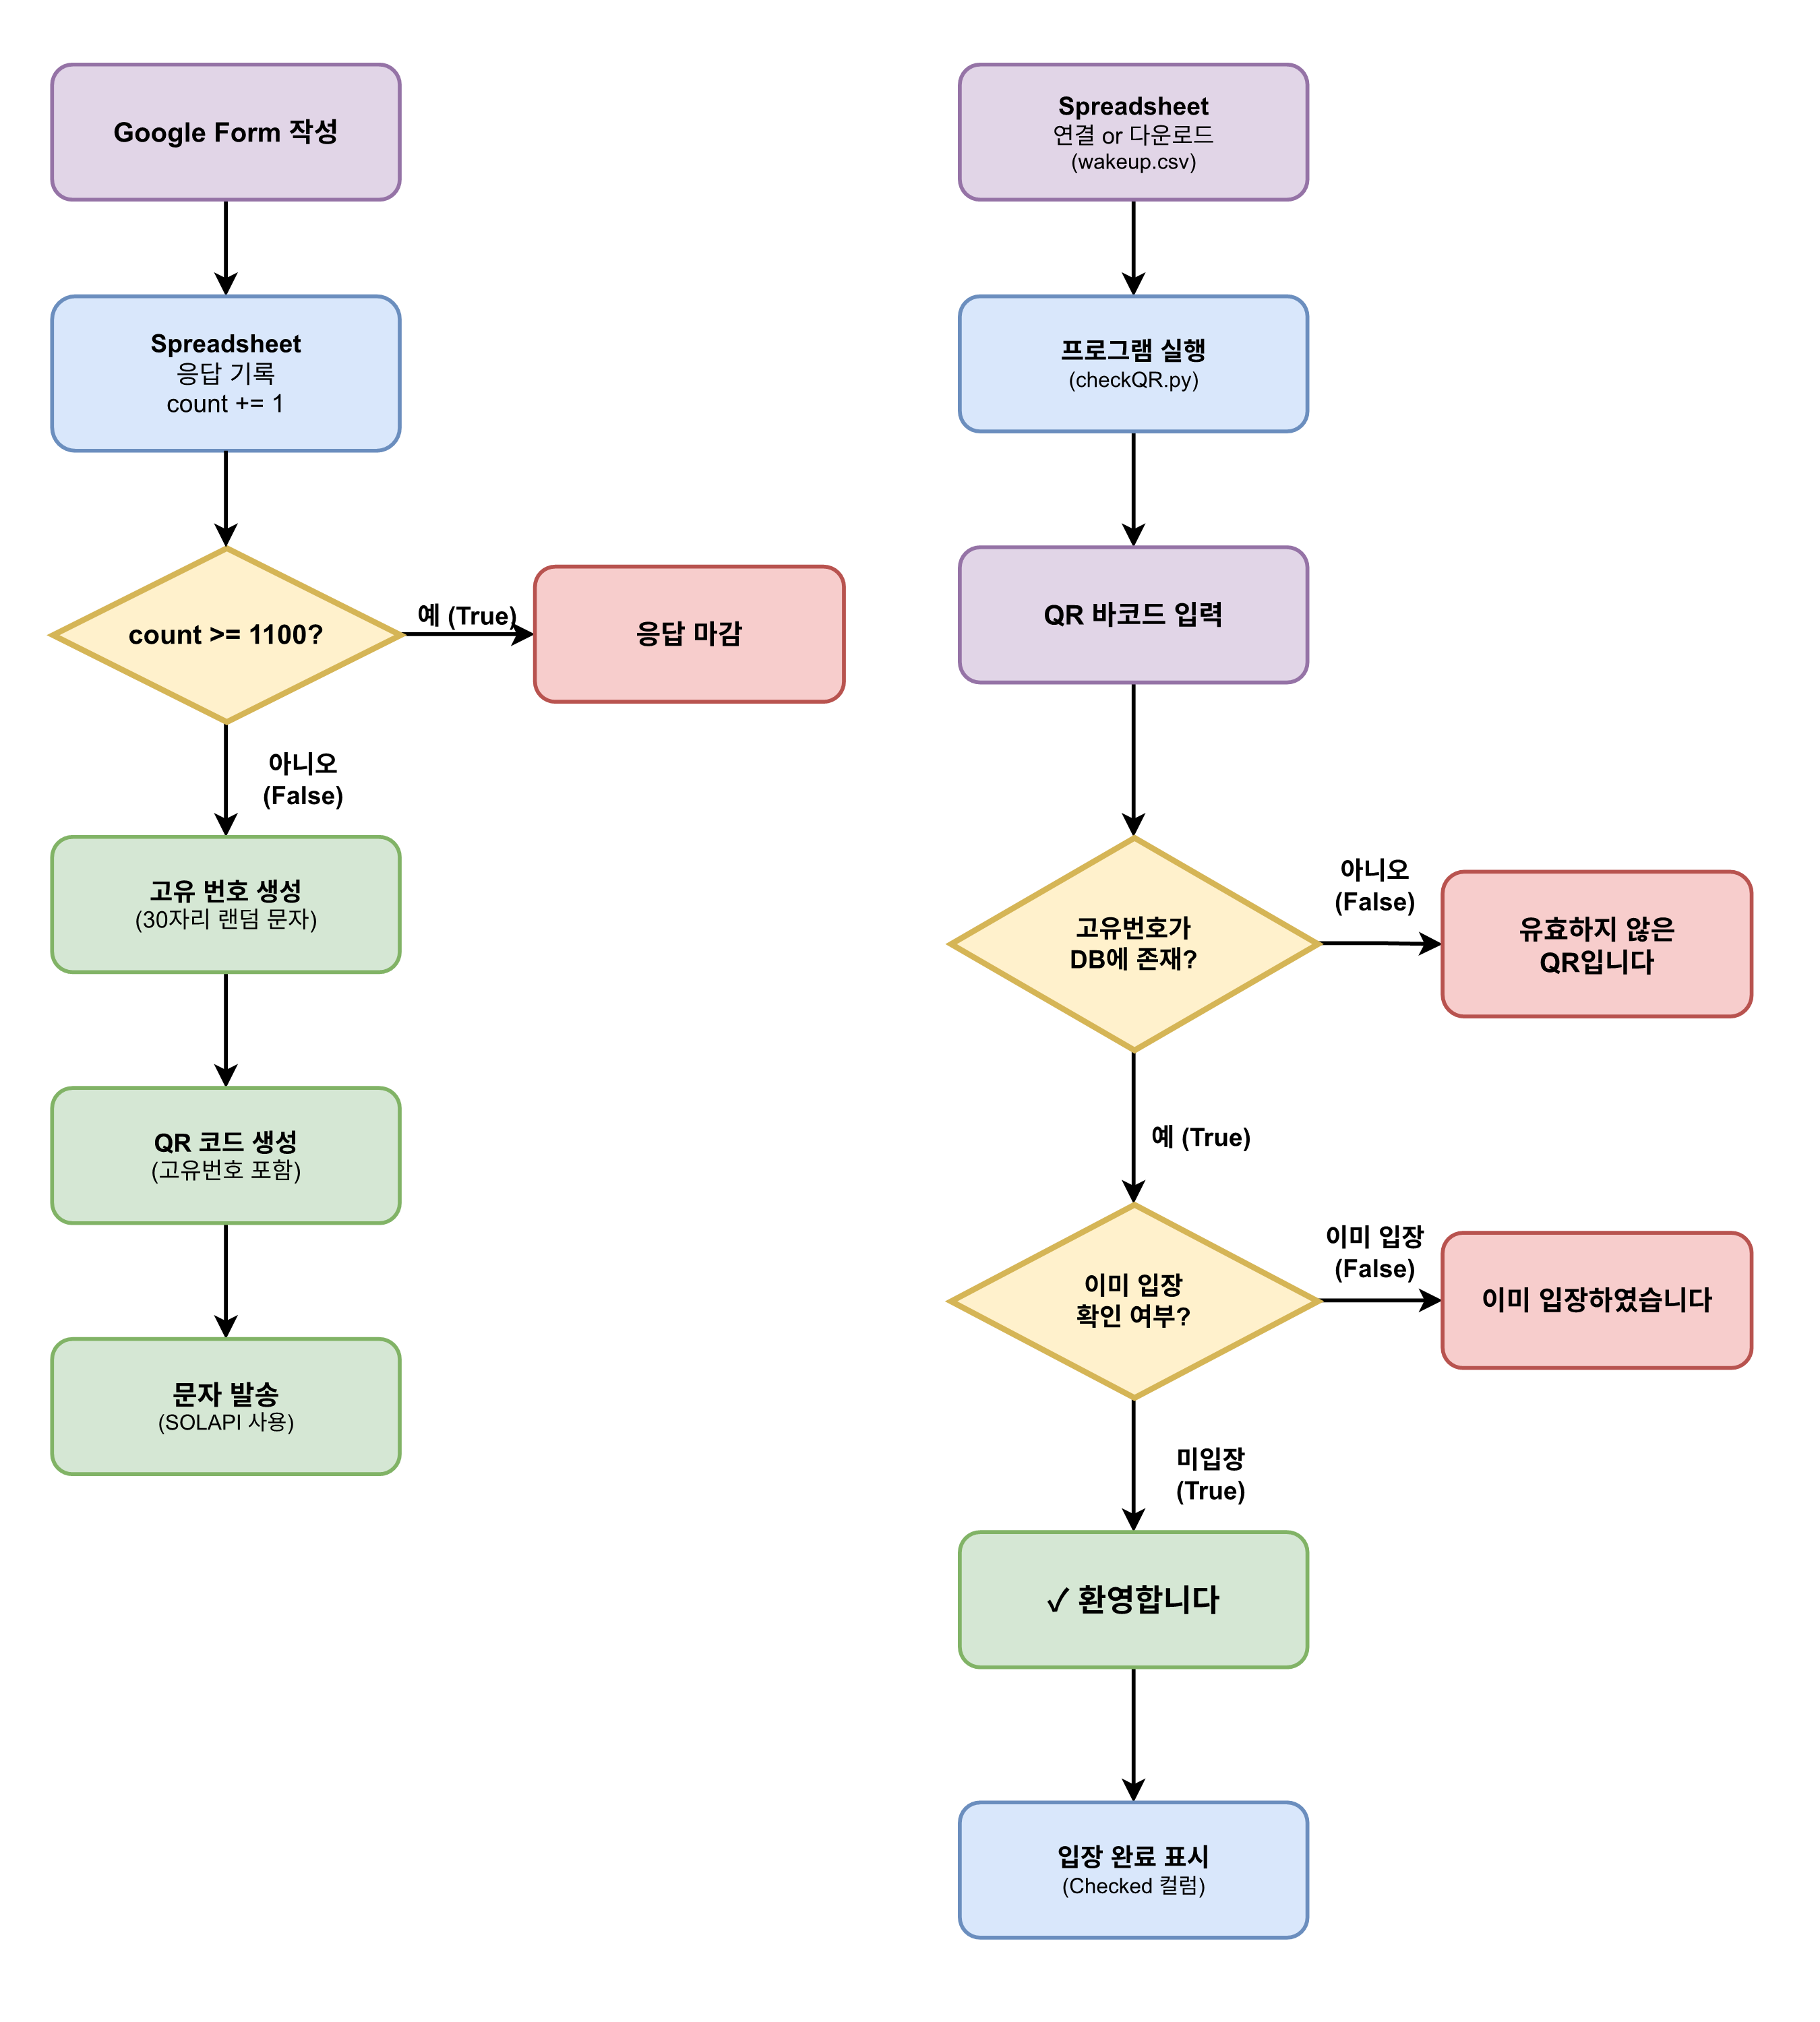 Google Form 작성
Spreadsheet
응답 기록
count += 1
count >= 1100?
예 (True)
응답 마감
아니오
(False)
고유 번호 생성
(30자리 랜덤 문자)
QR 코드 생성
(고유번호 포함)
문자 발송
(SOLAPI 사용)
Spreadsheet
연결 or 다운로드
(wakeup.csv)
프로그램 실행
(checkQR.py)
QR 바코드 입력
고유번호가
DB에 존재?
아니오
(False)
유효하지 않은
QR입니다
예 (True)
이미 입장
확인 여부?
이미 입장
(False)
이미 입장하였습니다
미입장
(True)
✓ 환영합니다
입장 완료 표시
(Checked 컬럼)